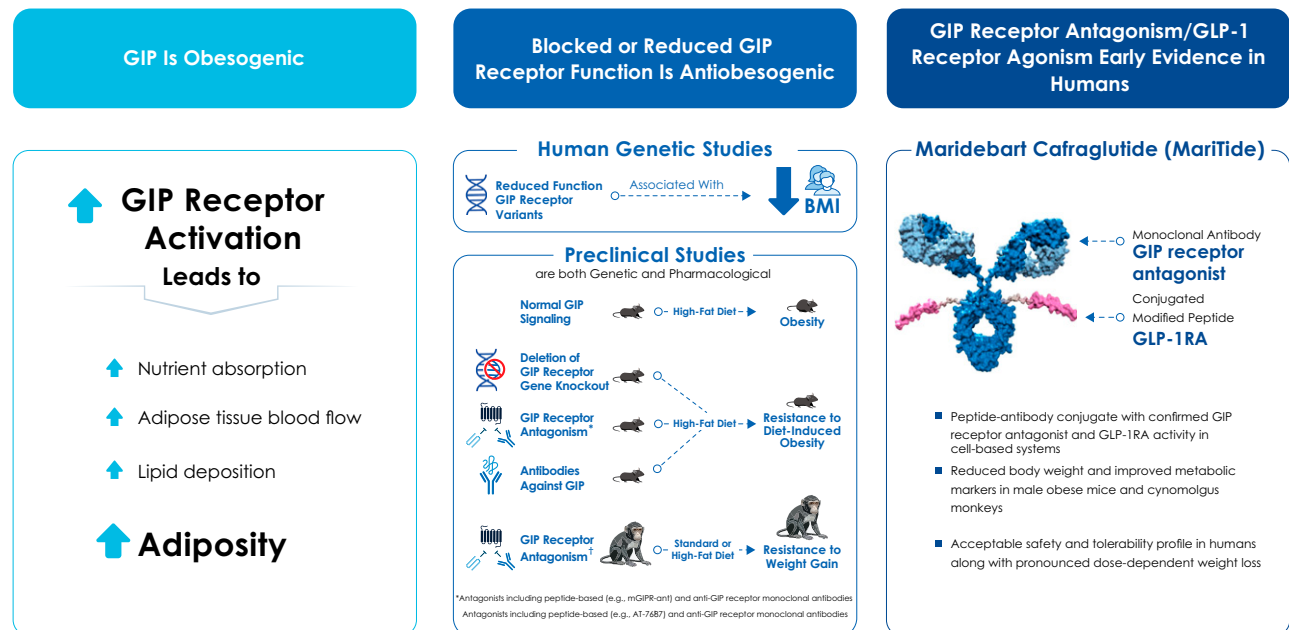 GIP Is Obesogenic
GIP Receptor
Activation
Leads to
Nutrient absorption
Adipose tissue blood flow
Lipid deposition
Adiposity
Blocked or Reduced GIP
Receptor Function Is Antiobesogenic
Human Genetic Studies
Reduced Function
GIP Receptor
Variants
Associated With
BMI
Preclinical Studies
are both Genetic and Pharmacological
Normal GIP
Signaling
High-Fat Diet
Obesity
Deletion of
GIP Receptor
Gene Knockout
GIP Receptor
Antagonism*
High-Fat Diet
Resistance to
Diet-Induced
Obesity
Antibodies
Against GIP
GIP Receptor
Antagonism†
Standard or
High-Fat Diet
Resistance to
Weight Gain
*Antagonists including peptide-based (e.g., mGIPR-ant) and anti-GIP receptor monoclonal antibodies
Antagonists including peptide-based (e.g., AT-7687) and anti-GIP receptor monoclonal antibodies
GIP Receptor Antagonism/GLP-1
Receptor Agonism Early Evidence in
Humans
Maridebart Cafraglutide (MariTide)
Monoclonal Antibody
GIP receptor
antagonist
Conjugated
Modified Peptide
GLP-1RA
Peptide-antibody conjugate with confirmed GIP
receptor antagonist and GLP-1RA activity in
cell-based systems
Reduced body weight and improved metabolic
markers in male obese mice and cynomolgus
monkeys
Acceptable safety and tolerability profile in humans
along with pronounced dose-dependent weight loss